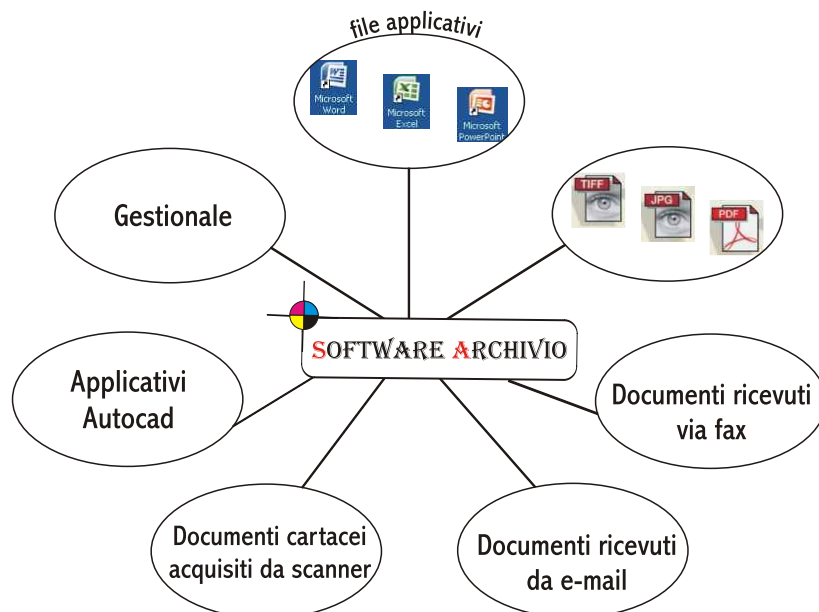 file applicativi
Microsoft
Word
Microsoft
Excel
Microsoft
PowerPoint
TIFF
JPG
PDF
Gestionale
SOFTWARE ARCHIVIO
Applicativi
Autocad
Documenti ricevuti
via fax
Documenti cartacei
acquisiti da scanner
Documenti ricevuti
da e-mail